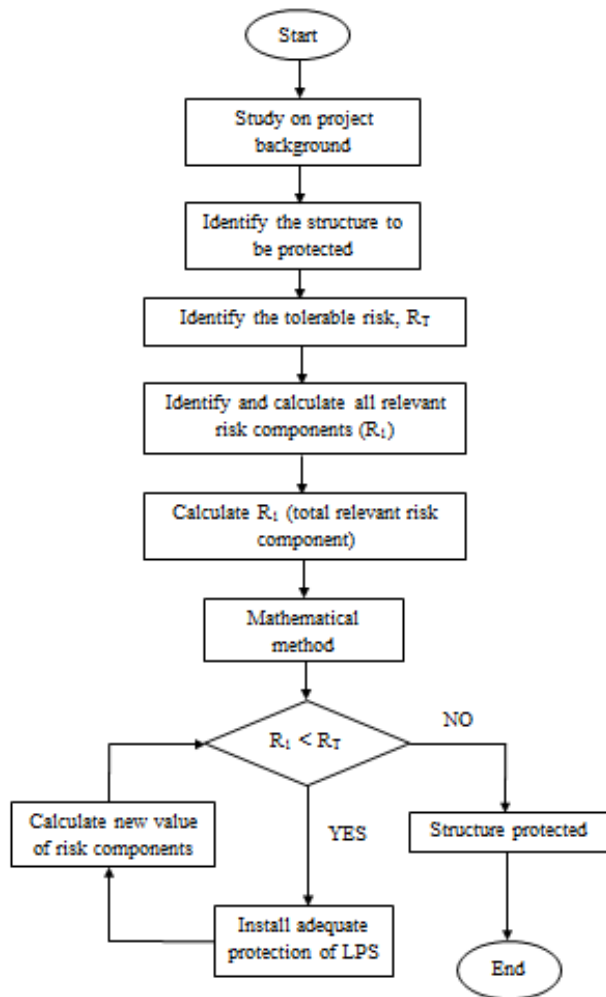 Start
Study on project
background
Identify the structure to
be protected
Identify the tolerable risk, R_T
Identify and calculate all relevant
risk components (R₁)
Calculate R₁ (total relevant risk
component)
Mathematical
method
R₁ < R_T
NO
YES
Calculate new value
of risk components
Structure protected
Install adequate
protection of LPS
End